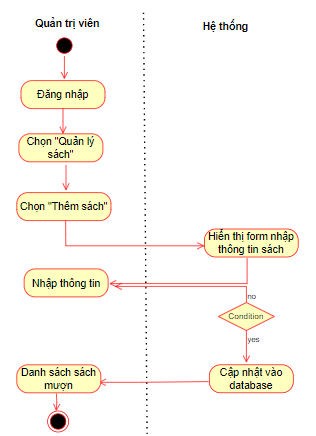 Quản trị viên
Hệ thống
Đăng nhập
Chọn "Quản lý
sách"
Chọn "Thêm sách"
Hiển thị form nhập
thông tin sách
Nhập thông tin
no
Condition
yes
Danh sách sách
mượn
Cập nhật vào
database